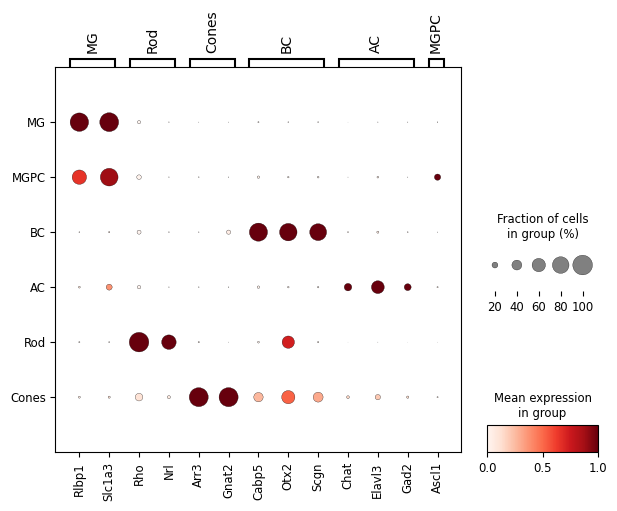 MG Rod Cones BC AC MGPC
MG
MGPC
BC
AC
Rod
Cones
Rlbp1 Slc1a3 Rho Nrl Arr3 Gnat2 Cabp5 Otx2 Scgn Chat Elavl3 Gad2 Ascl1
Fraction of cells
in group (%)
20 40 60 80 100
Mean expression
in group
0.0 0.5 1.0